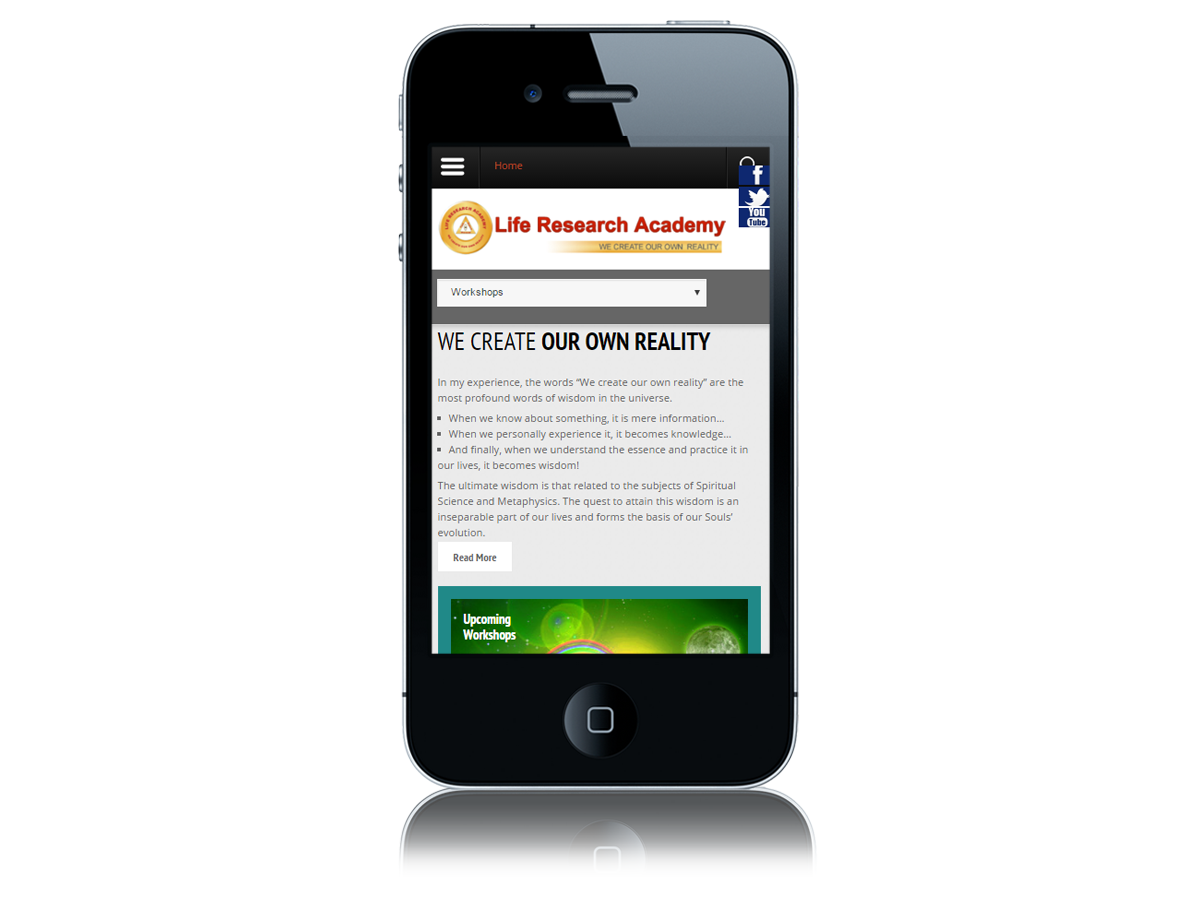 Home
f
You
Tube
LIFE RESEARCH ACADEMY
Life Research Academy
WE CREATE OUR OWN REALITY
Workshops
WE CREATE OUR OWN REALITY
In my experience, the words “We create our own reality” are the
most profound words of wisdom in the universe.
When we know about something, it is mere information...
When we personally experience it, it becomes knowledge...
And finally, when we understand the essence and practice it in
our lives, it becomes wisdom!
The ultimate wisdom is that related to the subjects of Spiritual
Science and Metaphysics. The quest to attain this wisdom is an
inseparable part of our lives and forms the basis of our Souls’
evolution.
Read More
Upcoming
Workshops